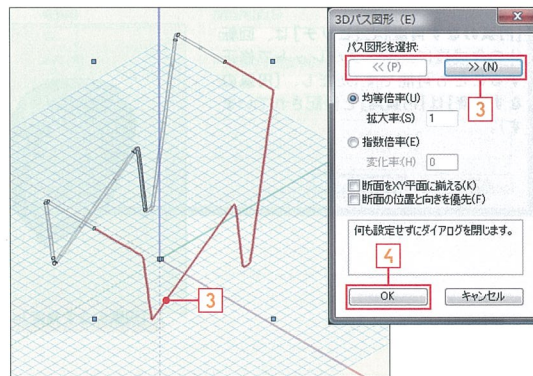 3Dパス図形(E)
パス図形を選択:
<<(P)
>>(N)
3
均等倍率(U)
拡大率(S) 1
指数倍率(E)
変化率(H) 0
断面をXY平面に揃える(K)
断面の位置と向きを優先(F)
何も設定せずにダイアログを閉じます。
4
OK
キャンセル
3